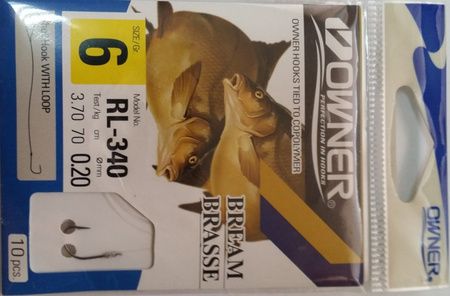 OWNER
PERFECTION IN HOOKS
®
OWNER HOOKS TIED TO COPOLYMER
SIZE/Gr.
6
Model No.
RL-340
Test/kg cm Ømm
3.70 70 0.20
Hook WITH LOOP
BREAM
BRASSE
10 pcs
OWNER